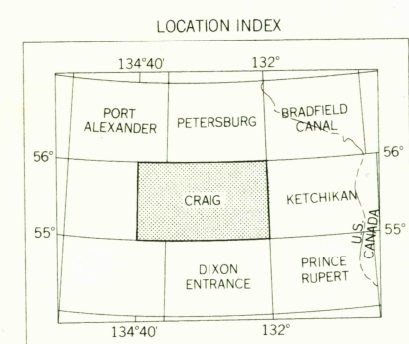 LOCATION INDEX
134°40' 132°
PORT
ALEXANDER
PETERSBURG
BRADFIELD
CANAL
56° 56°
CRAIG
KETCHIKAN
55° 55°
U.S.
CANADA
DIXON
ENTRANCE
PRINCE
RUPERT
134°40' 132°